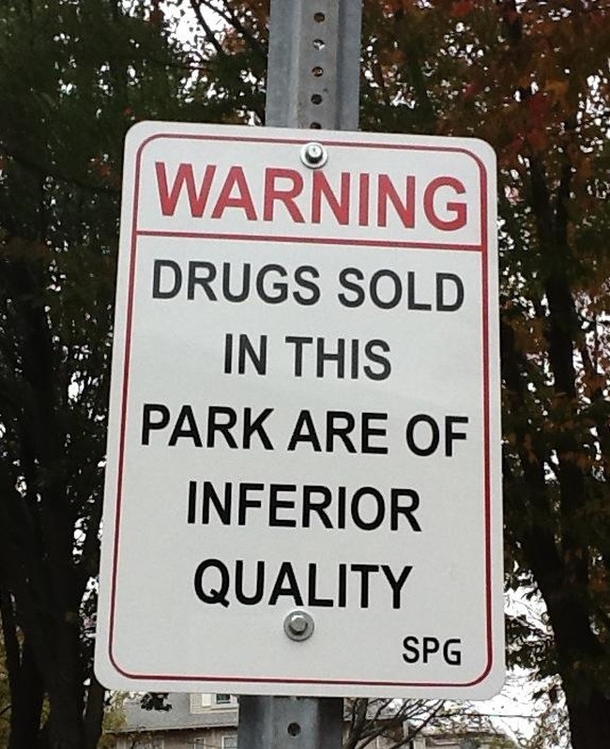 WARNING
DRUGS SOLD
IN THIS
PARK ARE OF
INFERIOR
QUALITY
SPG